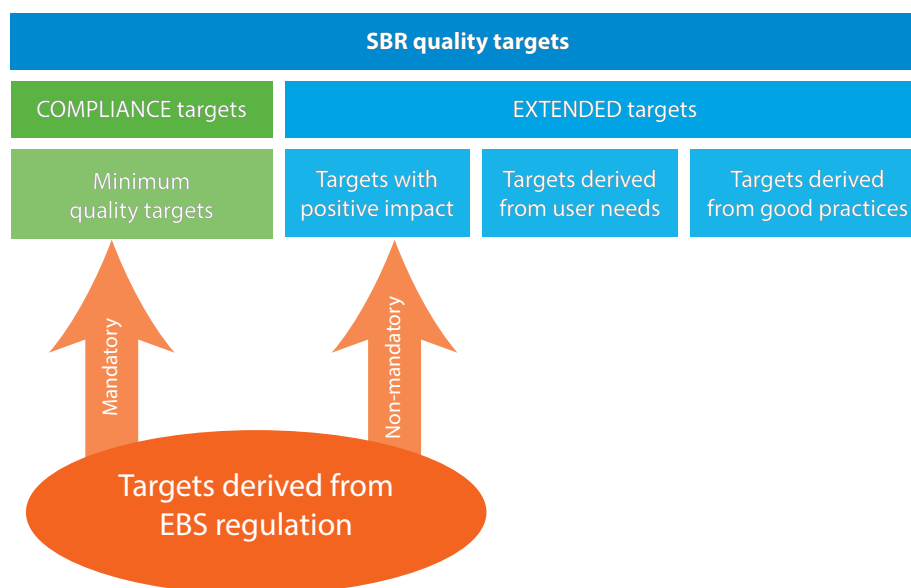 SBR quality targets
COMPLIANCE targets
EXTENDED targets
Minimum
quality targets
Targets with
positive impact
Targets derived
from user needs
Targets derived
from good practices
Mandatory
Non-mandatory
Targets derived from
EBS regulation